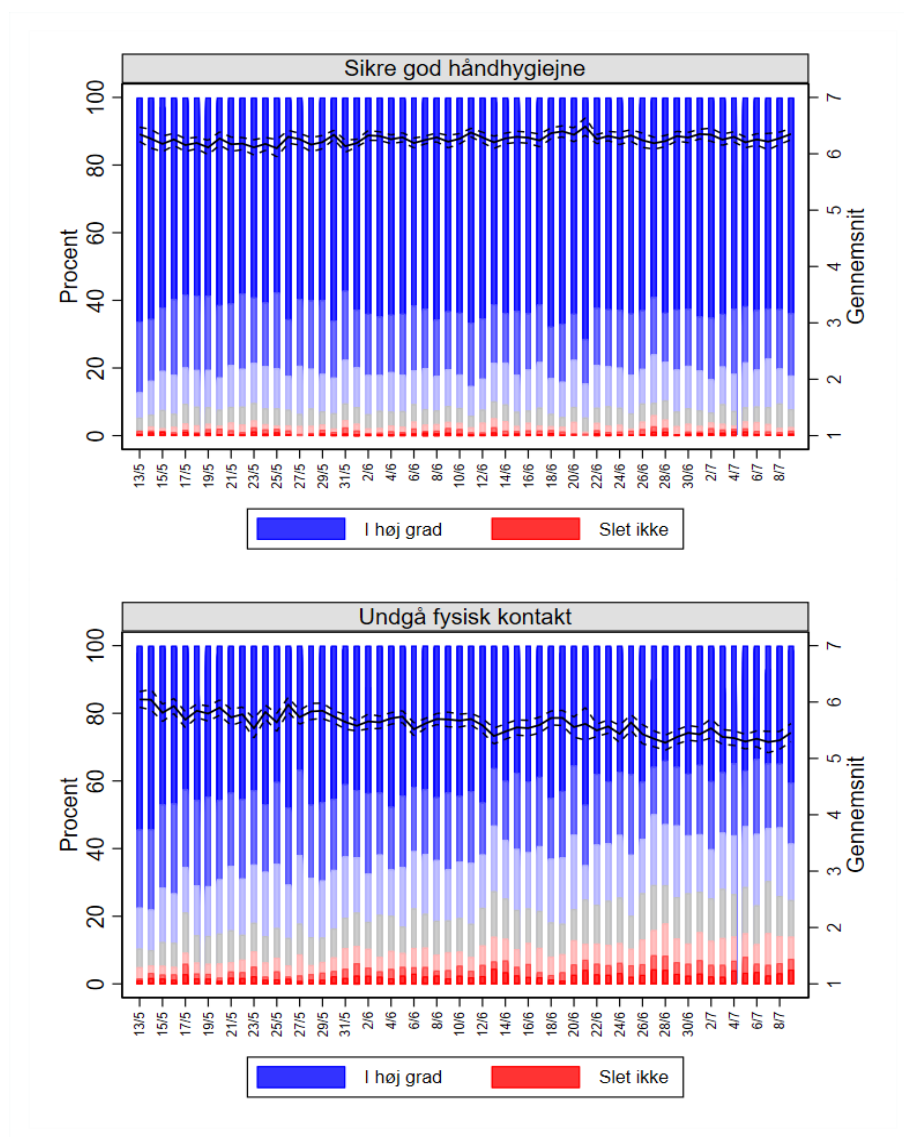 Sikre god håndhygiejne
100
80
60
40
20
0
Procent
7
6
5
4
3
2
1
Gennemsnit
13/5 15/5 17/5 19/5 21/5 23/5 25/5 27/5 29/5 31/5 2/6 4/6 6/6 8/6 10/6 12/6 14/6 16/6 18/6 20/6 22/6 24/6 26/6 28/6 30/6 2/7 4/7 6/7 8/7
I høj grad Slet ikke
Undgå fysisk kontakt
100
80
60
40
20
0
Procent
7
6
5
4
3
2
1
Gennemsnit
13/5 15/5 17/5 19/5 21/5 23/5 25/5 27/5 29/5 31/5 2/6 4/6 6/6 8/6 10/6 12/6 14/6 16/6 18/6 20/6 22/6 24/6 26/6 28/6 30/6 2/7 4/7 6/7 8/7
I høj grad Slet ikke